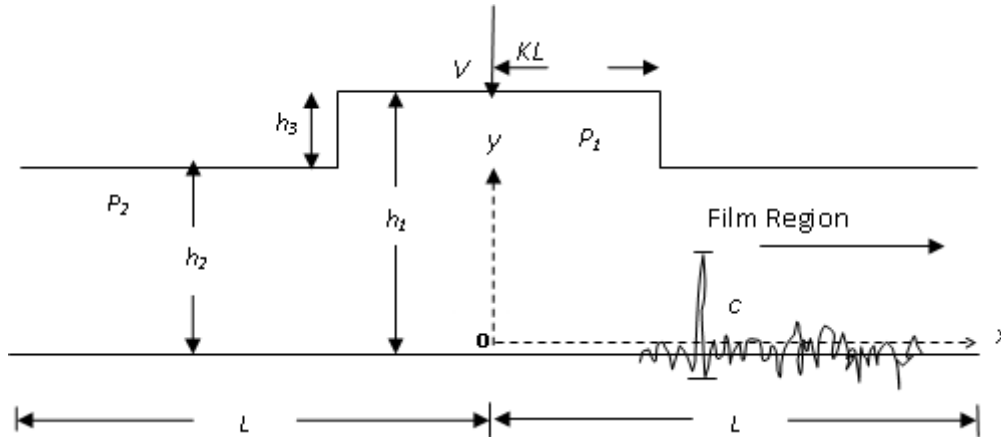 V KL
h3
y P1
P2
h1
Film Region
h2
c
0 x
L L